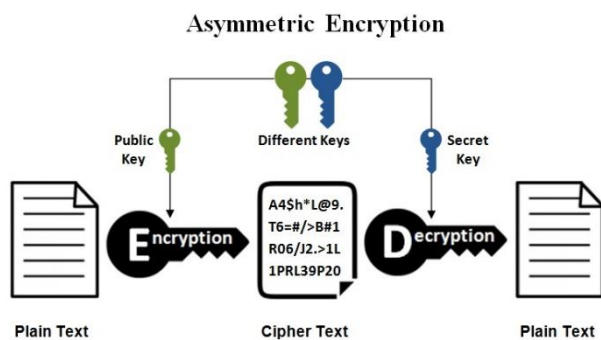 Asymmetric Encryption
Public
Key
Different Keys
Secret
Key
A4$h*L@9.
T6=#/>B#1
R06/J2.>1L
1PRL39P20
Encryption
Decryption
Plain Text
Cipher Text
Plain Text